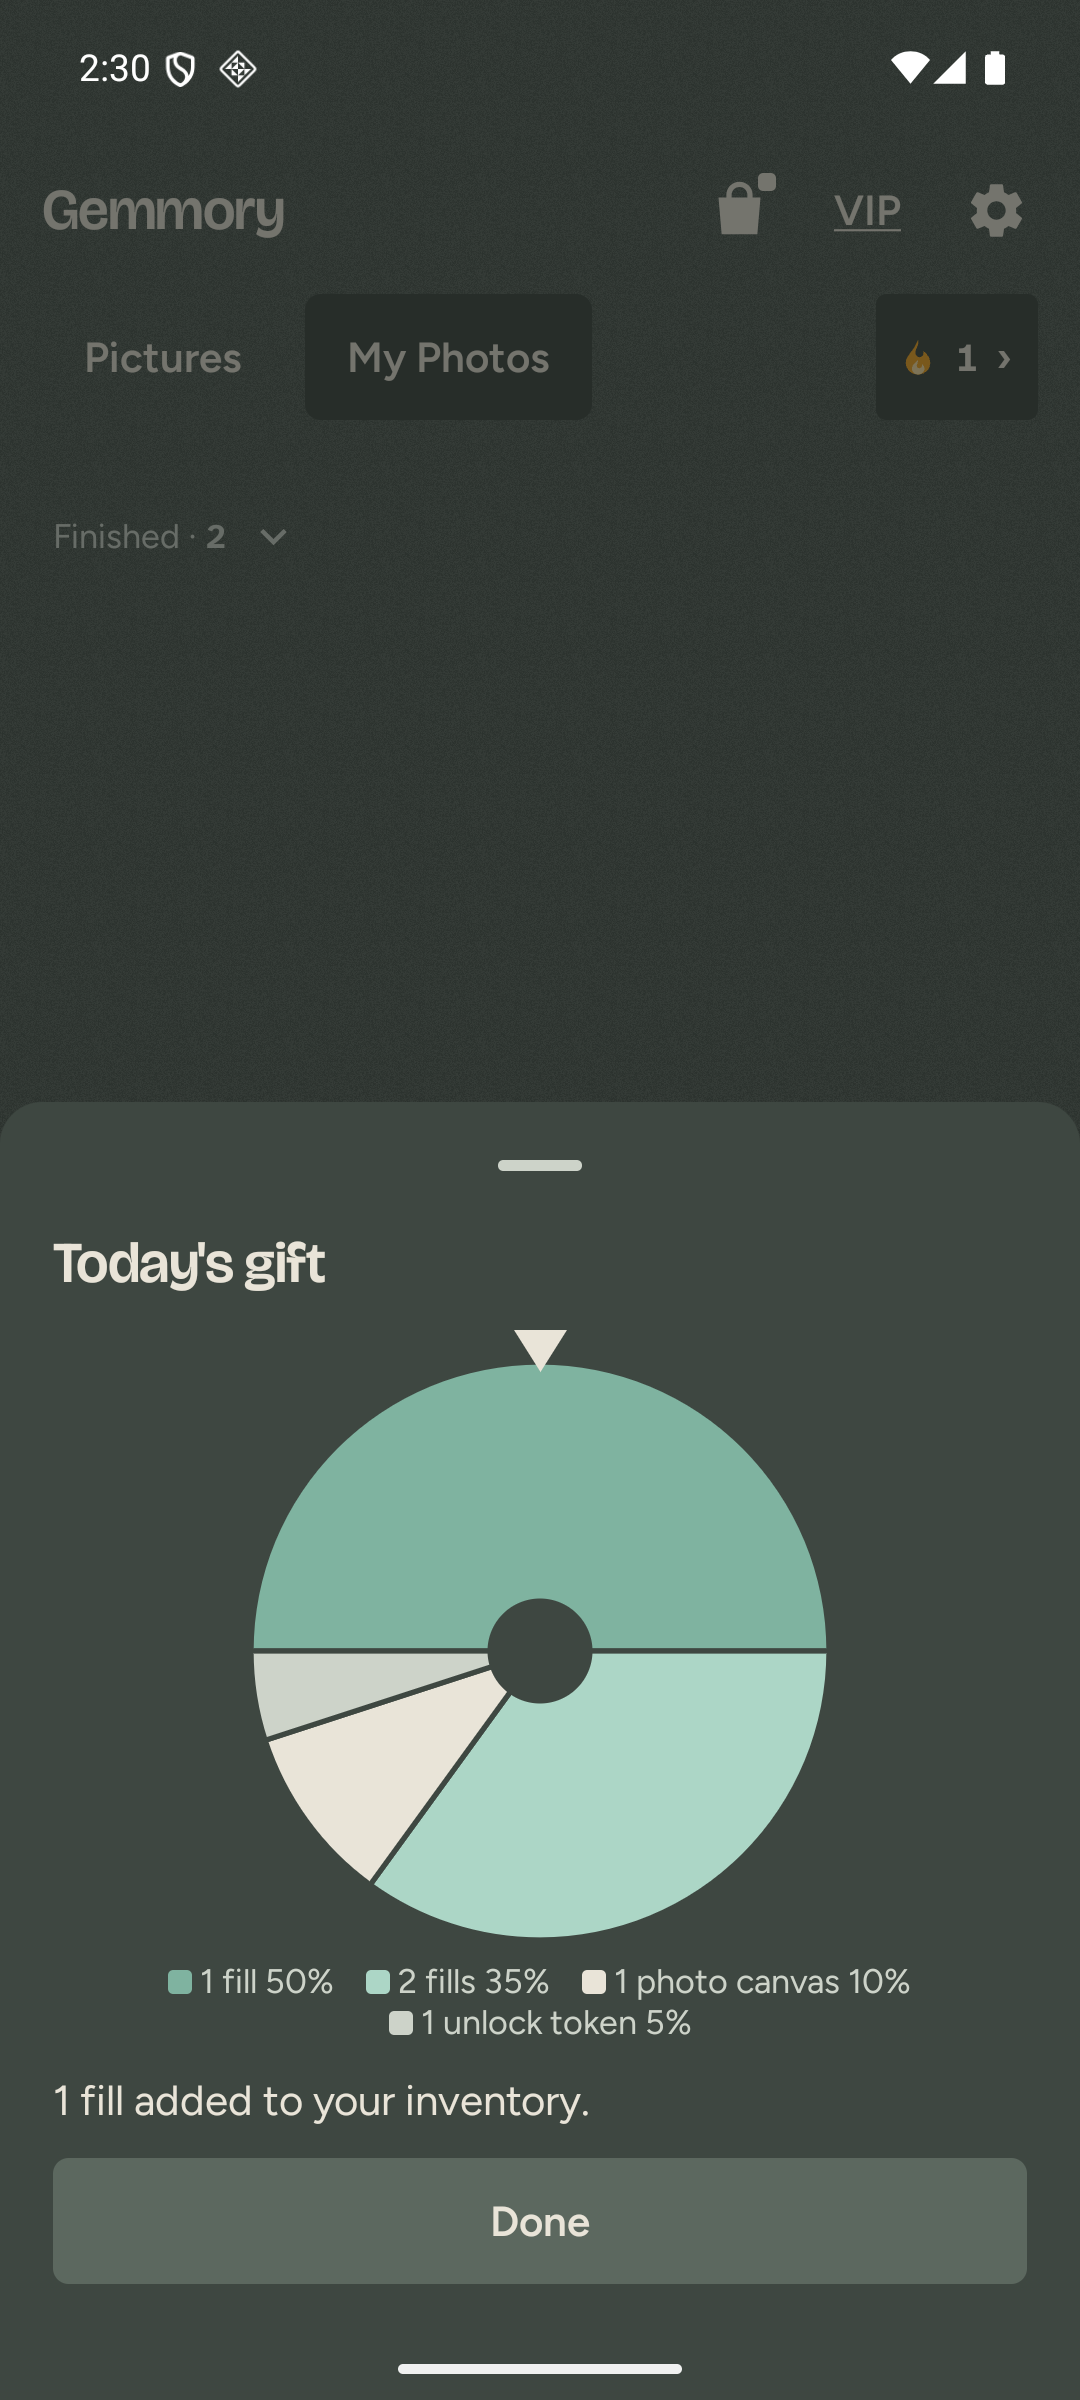 2:30
Gemmory
VIP
Pictures
My Photos
1 ›
Finished · 2
Today's gift
1 fill 50% 2 fills 35% 1 photo canvas 10%
1 unlock token 5%
1 fill added to your inventory.
Done